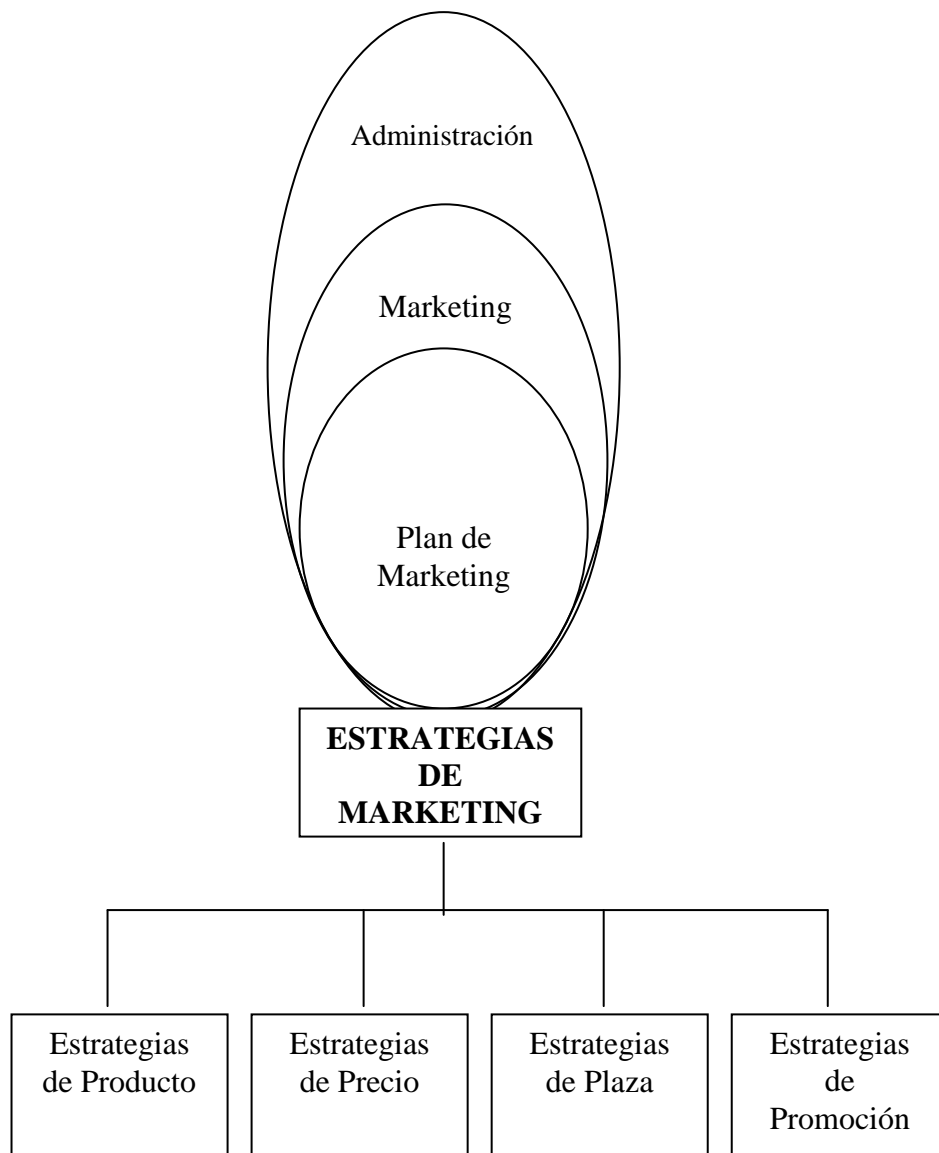 Administración
Marketing
Plan de
Marketing
ESTRATEGIAS
DE
MARKETING
Estrategias
de Producto
Estrategias
de Precio
Estrategias
de Plaza
Estrategias
de
Promoción